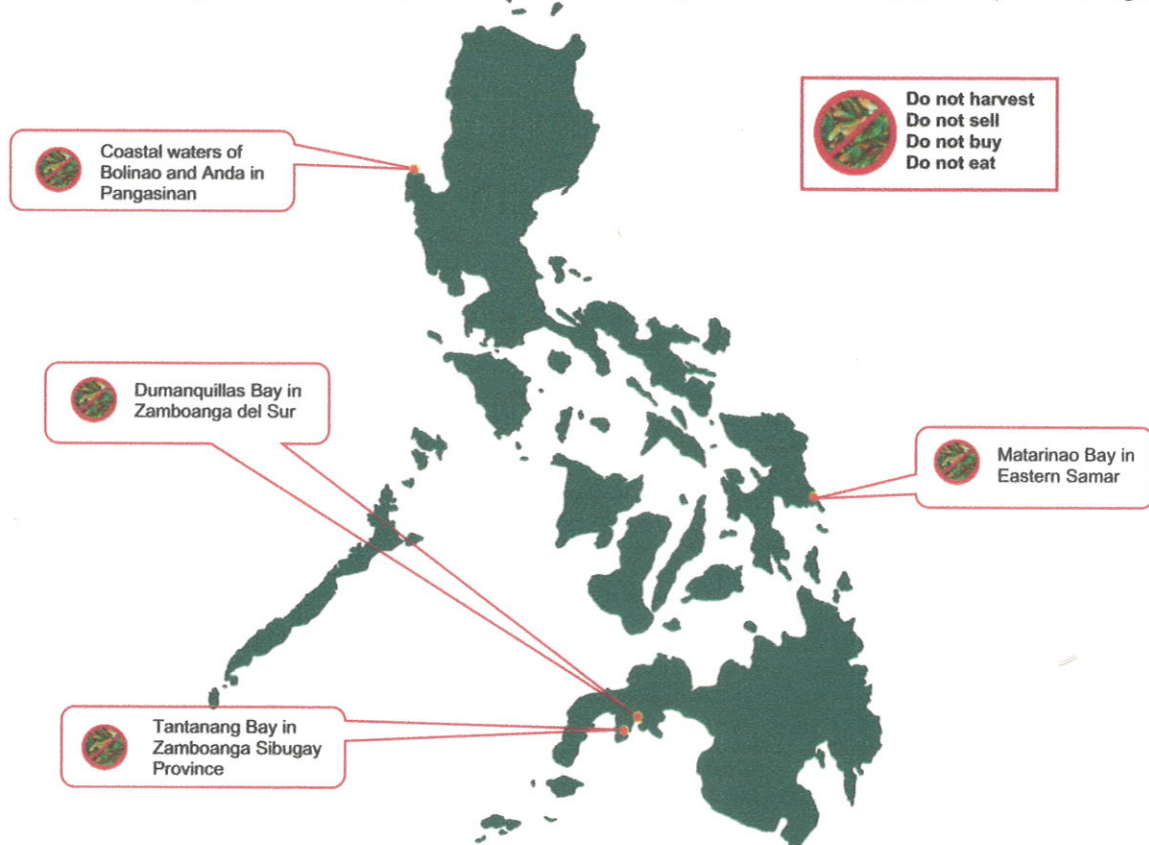 Do not harvest
Do not sell
Do not buy
Do not eat
Coastal waters of
Bolinao and Anda in
Pangasinan
Dumanquillas Bay in
Zamboanga del Sur
Matarinao Bay in
Eastern Samar
Tantanang Bay in
Zamboanga Sibugay
Province